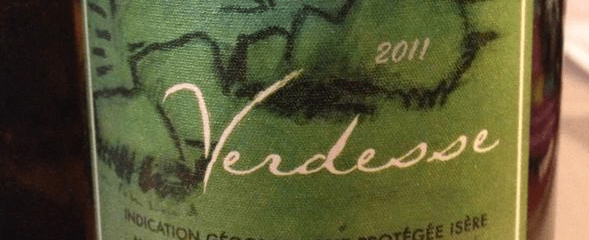 2011
Verdesse
INDICATION PROTÉGÉE ISÈRE